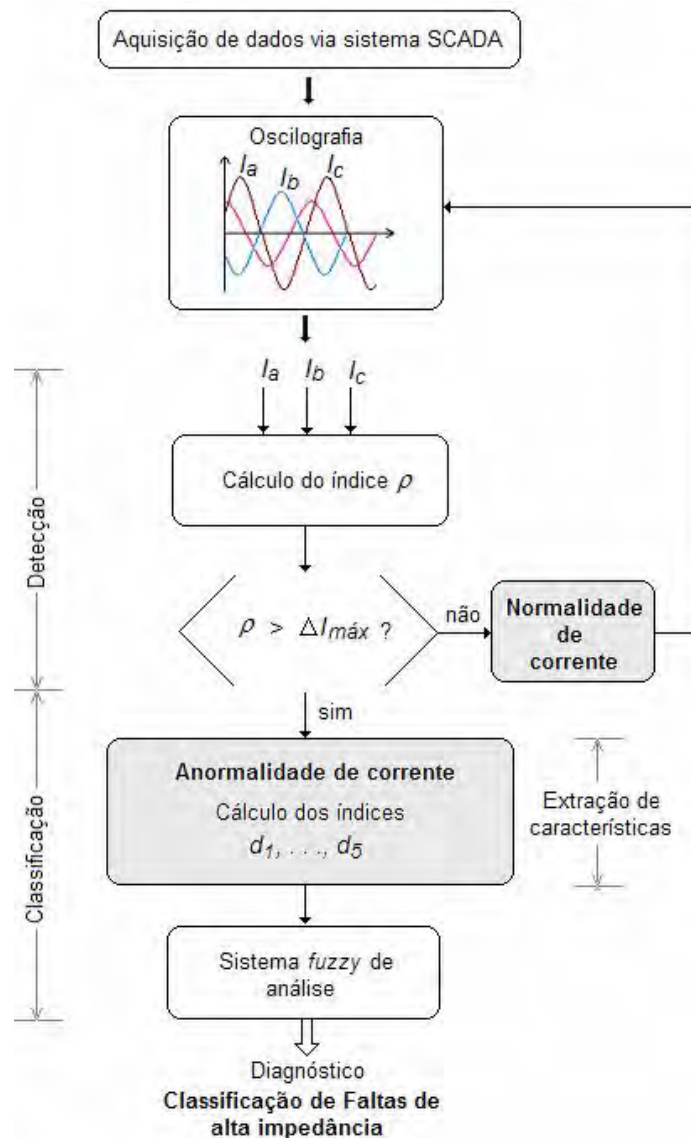 Aquisição de dados via sistema SCADA
Oscilografia
Ia Ib Ic
Ia Ib Ic
Cálculo do índice ρ
Detecção
ρ > ΔImáx ?
não
Normalidade
de
corrente
sim
Anormalidade de corrente
Cálculo dos índices
d1, . . ., d5
Extração de
características
Classificação
Sistema fuzzy de
análise
Diagnóstico
Classificação de Faltas de
alta impedância